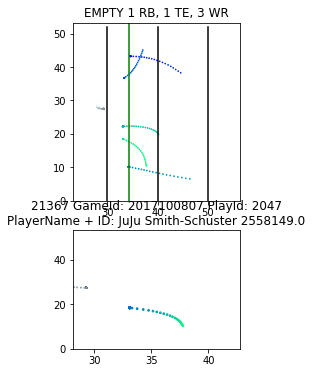 EMPTY 1 RB, 1 TE, 3 WR
50
40
30
20
10
0
30 40 50
21367 GameId: 2017100807 PlayId: 2047
PlayerName + ID: JuJu Smith-Schuster 2558149.0
40
20
0
30 35 40